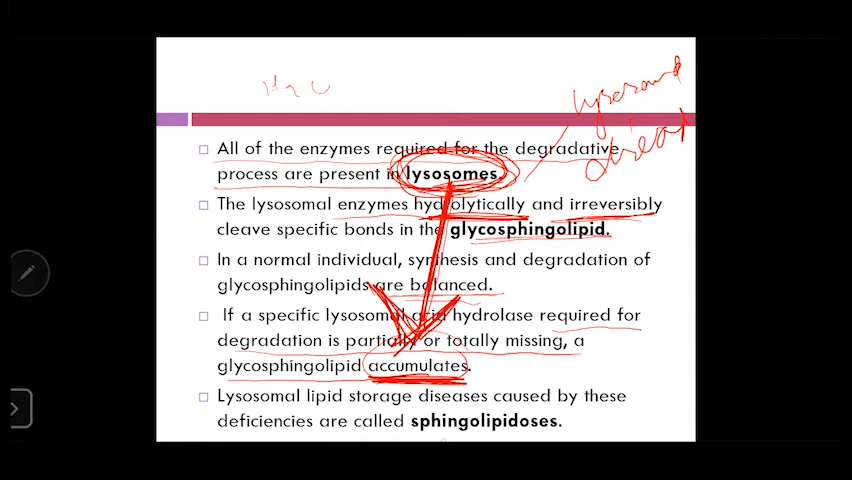 H2O
lysosomal
All of the enzymes required for the degradative
process are present in lysosomes.
The lysosomal enzymes hydrolytically and irreversibly
cleave specific bonds in the glycosphingolipid.
In a normal individual, synthesis and degradation of
glycosphingolipids are balanced.
If a specific lysosomal acid hydrolase required for
degradation is partially or totally missing, a
glycosphingolipid accumulates.
Lysosomal lipid storage diseases caused by these
deficiencies are called sphingolipidoses.